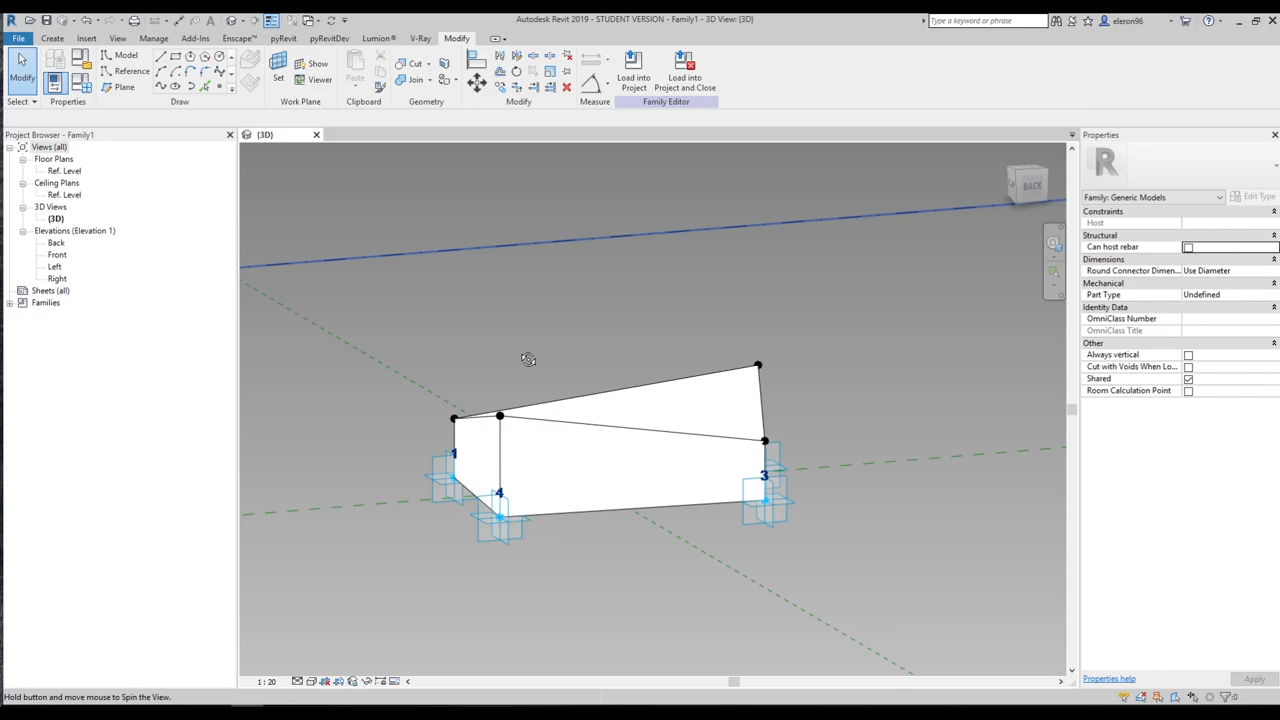 Autodesk Revit 2019 - STUDENT VERSION - Family1 - 3D View: {3D}
Type a keyword or phrase
eleron96
File Create Insert View Manage Add-Ins Enscape™ pyRevit pyRevitDev Lumion® V-Ray Modify
Modify
Model
Reference
Plane
Set
Show
Viewer
Paste
Cut
Join
Load into
Project
Load into
Project and Close
Select Properties Draw Work Plane Clipboard Geometry Modify Measure Family Editor
Project Browser - Family1
Views (all)
Floor Plans
Ref. Level
Ceiling Plans
Ref. Level
3D Views
{3D}
Elevations (Elevation 1)
Back
Front
Left
Right
Sheets (all)
Families
{3D}
BACK
1
4
3
Properties
R
Family: Generic Models
Edit Type
Constraints
Host
Structural
Can host rebar
Dimensions
Round Connector Dimen... Use Diameter
Mechanical
Part Type Undefined
Identity Data
OmniClass Number
OmniClass Title
Other
Always vertical
Cut with Voids When Lo...
Shared
Room Calculation Point
Properties help
Apply
1 : 20
Hold button and move mouse to Spin the View.
:0